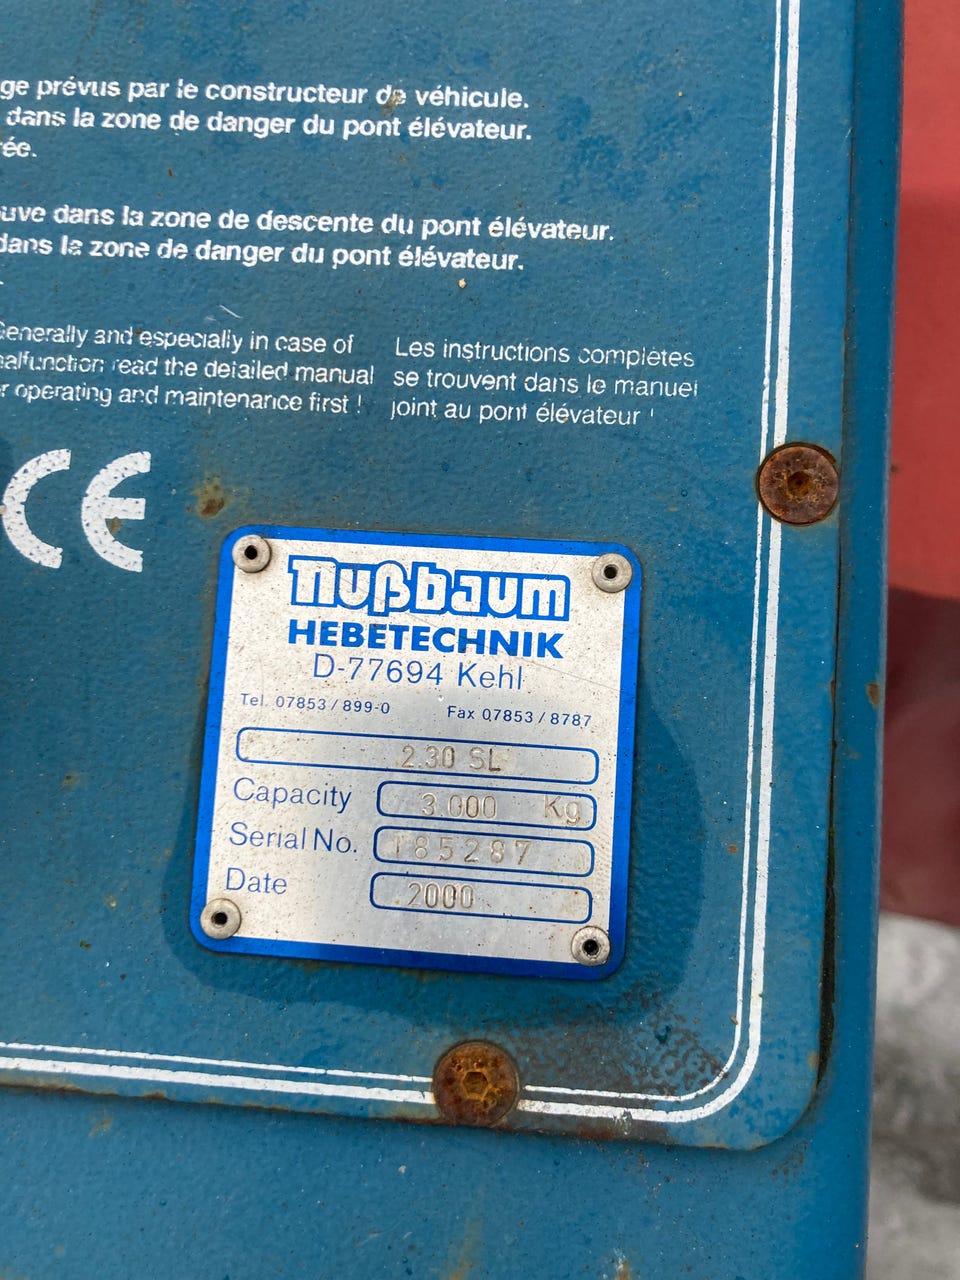 ge prévus par le constructeur de véhicule.
dans la zone de danger du pont élévateur.
ée.
uve dans la zone de descente du pont élévateur.
dans la zone de danger du pont élévateur.
Generally and especially in case of
malfunction read the detailed manual
r operating and maintenance first !
Les instructions complètes
se trouvent dans le manuel
joint au pont élévateur !
CE
Nußbaum
HEBETECHNIK
D-77694 Kehl
Tel. 07853 / 899-0 Fax 07853 / 8787
2.30 SL
Capacity 3.000 Kg
Serial No. T85287
Date 2000